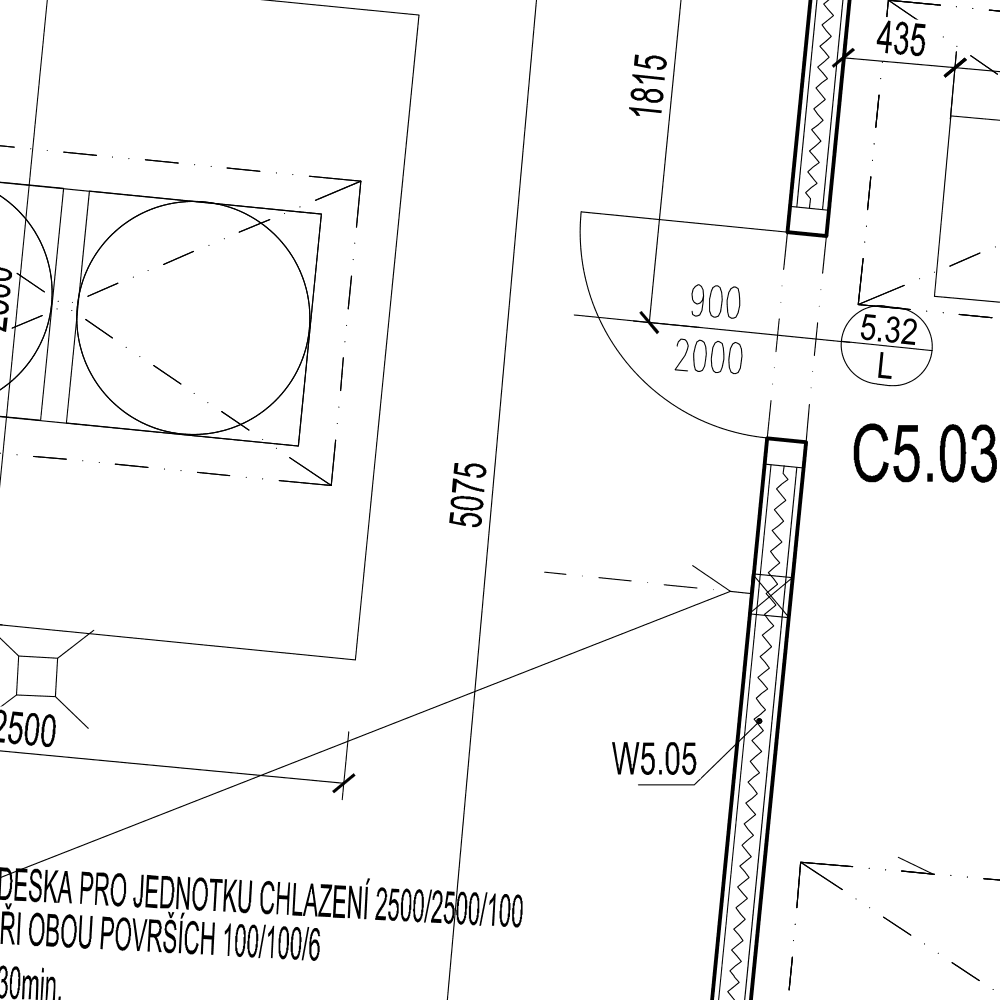 435
1815
900
2000
5.32
L
C5.03
5075
W5.05
2500
DESKA PRO JEDNOTKU CHLAZENÍ 2500/2500/100
ŘI OBOU POVRŠÍCH 100/100/6
30min.